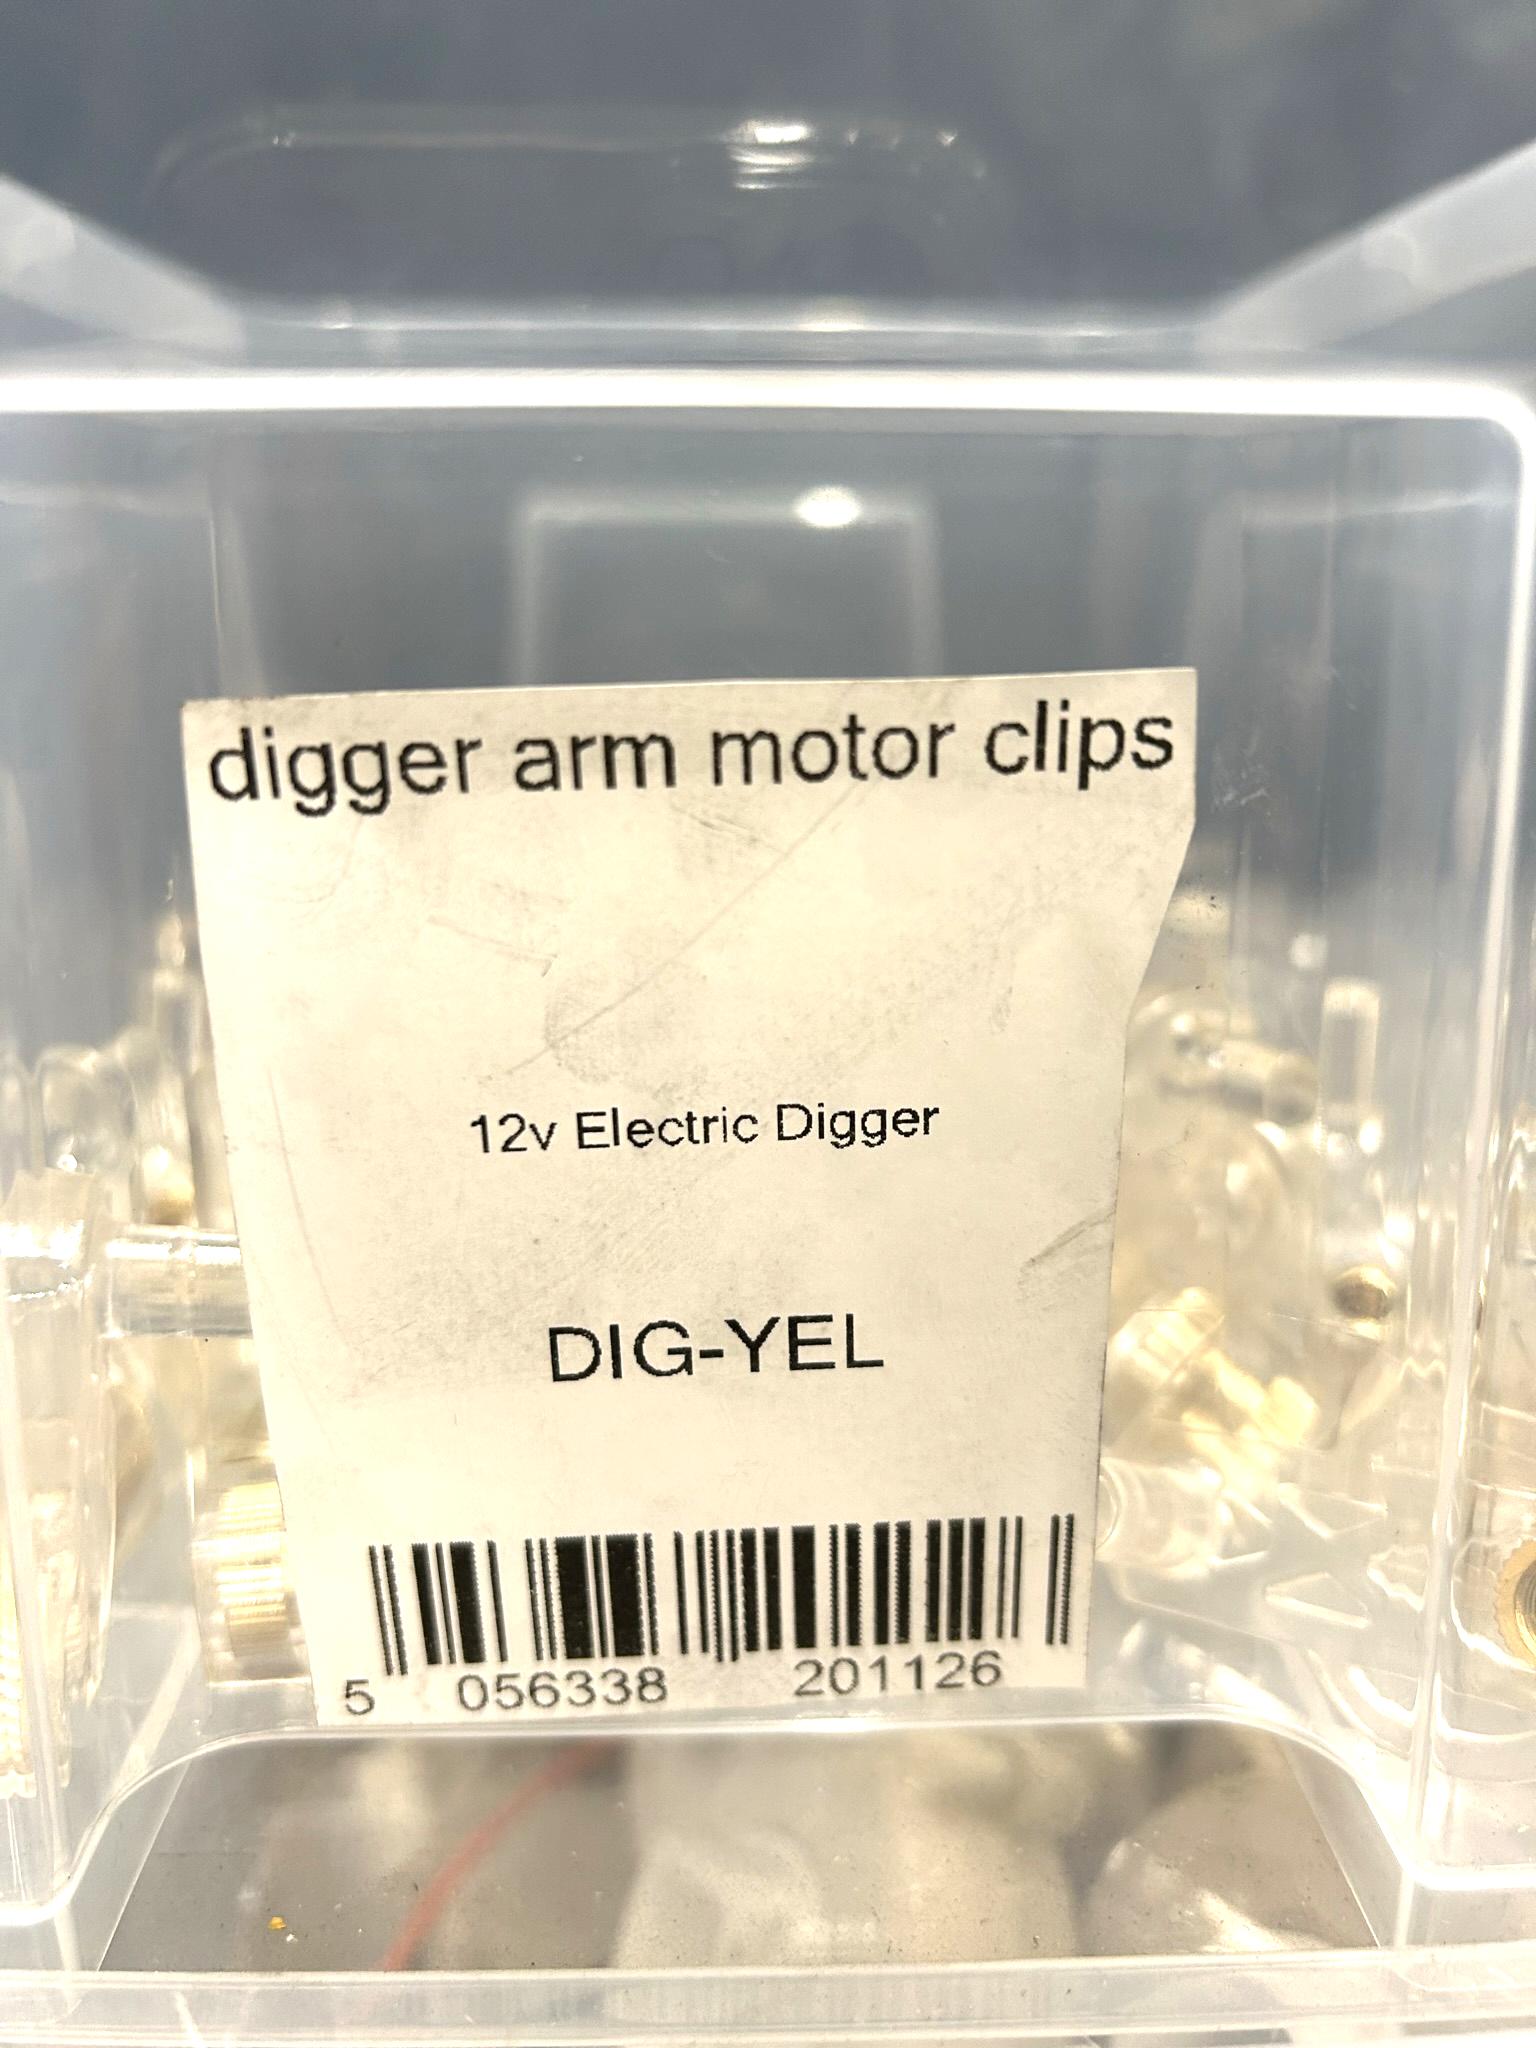 digger arm motor clips
12v Electric Digger
DIG-YEL
5 056338 201126